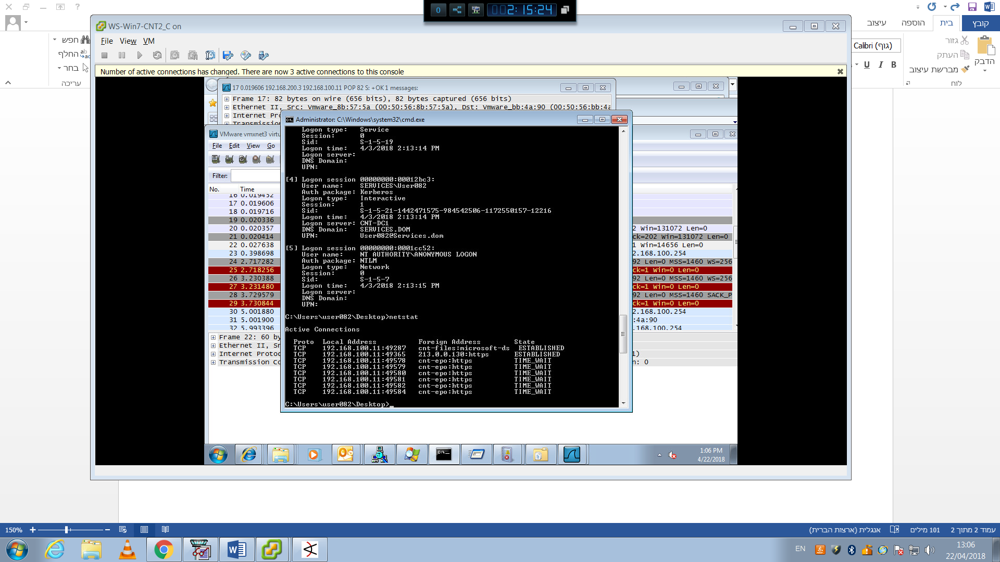 0
2:15:24
קובץ
בית
הוספה
עיצוב
Calibri (גוף)
גזור
העתק
מברשת עיצוב
הדבק
לוח
U I B
חפש
החלף
בחר
עריכה
WS-Win7-CNT2_C on
File View VM
Number of active connections has changed. There are now 3 active connections to this console
17 0.019606 192.168.200.3 192.168.100.11 POP 82 S: +OK 1 messages:
Frame 17: 82 bytes on wire (656 bits), 82 bytes captured (656 bits)
Ethernet II, Src: Vmware_8b:57:5a (00:50:56:8b:57:5a), Dst: Vmware_bb:4a:90 (00:50:56:bb:4a
Internet Pro
Transmission
VMware vmxnet3 virtu
File Edit View Go
Filter:
No. Time
16 0.019452
17 0.019606
18 0.019716
19 0.020336
20 0.020357
21 0.020414
22 0.027638
23 0.398698
24 2.717282
25 2.718256
26 3.230388
27 3.231480
28 3.729579
29 3.730844
30 5.001880
31 5.001900
32 5.993396
2 Win=131072 Len=0
ck=202 Win=131072 Len=0
1 Win=14656 Len=0
2.168.100.254
92 Len=0 MSS=1460 WS=256
ck=1 Win=0 Len=0
92 Len=0 MSS=1460 WS=256
ck=1 Win=0 Len=0
92 Len=0 MSS=1460 SACK_P
ck=1 Win=0 Len=0
2.168.100.254
:4a:90
.168.100.254
Frame 22: 60 by
Ethernet II, Sr
Internet Protoc
Transmission Co
1)
n: 0
Administrator: C:\Windows\system32\cmd.exe
Logon type: Service
Session: 0
Sid: S-1-5-19
Logon time: 4/3/2018 2:13:14 PM
Logon server:
DNS Domain:
UPN:
[4] Logon session 00000000:00012bc3:
User name: SERVICES\User082
Auth package: Kerberos
Logon type: Interactive
Session: 1
Sid: S-1-5-21-1442471575-984542506-1172550157-12216
Logon time: 4/3/2018 2:13:14 PM
Logon server: CNT-DC1
DNS Domain: SERVICES.DOM
UPN: User082@Services.dom
[5] Logon session 00000000:0001cc52:
User name: NT AUTHORITY\ANONYMOUS LOGON
Auth package: NTLM
Logon type: Network
Session: 0
Sid: S-1-5-7
Logon time: 4/3/2018 2:13:15 PM
Logon server:
DNS Domain:
UPN:
C:\Users\user082\Desktop>netstat
Active Connections
Proto Local Address Foreign Address State
TCP 192.168.100.11:49287 cnt-files:microsoft-ds ESTABLISHED
TCP 192.168.100.11:49365 213.0.0.130:https ESTABLISHED
TCP 192.168.100.11:49578 cnt-epo:https TIME_WAIT
TCP 192.168.100.11:49579 cnt-epo:https TIME_WAIT
TCP 192.168.100.11:49580 cnt-epo:https TIME_WAIT
TCP 192.168.100.11:49581 cnt-epo:https TIME_WAIT
TCP 192.168.100.11:49582 cnt-epo:https TIME_WAIT
TCP 192.168.100.11:49584 cnt-epo:https TIME_WAIT
C:\Users\user082\Desktop>_
1:06 PM
4/22/2018
150%
עמוד 2 מתוך 2
101 מילים
אנגלית (ארצות הברית)
EN
13:06
22/04/2018